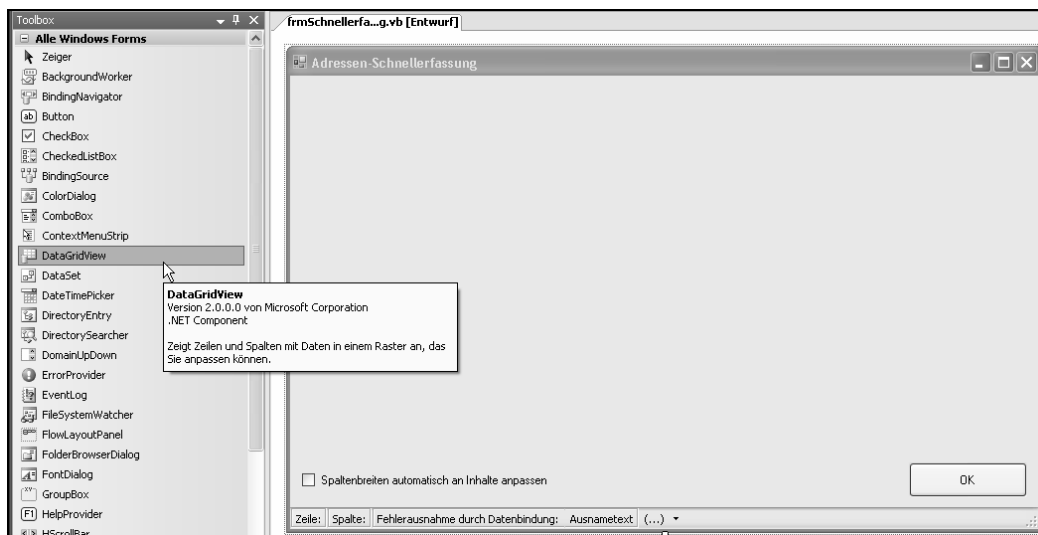 Toolbox
Alle Windows Forms
Zeiger
BackgroundWorker
BindingNavigator
ab Button
CheckBox
CheckedListBox
BindingSource
ColorDialog
ComboBox
ContextMenuStrip
DataGridView
DataSet
DateTimePicker
DirectoryEntry
DirectorySearcher
DomainUpDown
ErrorProvider
EventLog
FileSystemWatcher
FlowLayoutPanel
FolderBrowserDialog
FontDialog
GroupBox
F1 HelpProvider
HScrollBar
DataGridView
Version 2.0.0.0 von Microsoft Corporation
.NET Component
Zeigt Zeilen und Spalten mit Daten in einem Raster an, das
Sie anpassen können.
frmSchnellerfa...g.vb [Entwurf]
Adressen-Schnellerfassung
Spaltenbreiten automatisch an Inhalte anpassen
OK
Zeile: Spalte: Fehlerausnahme durch Datenbindung: Ausnametext (...)